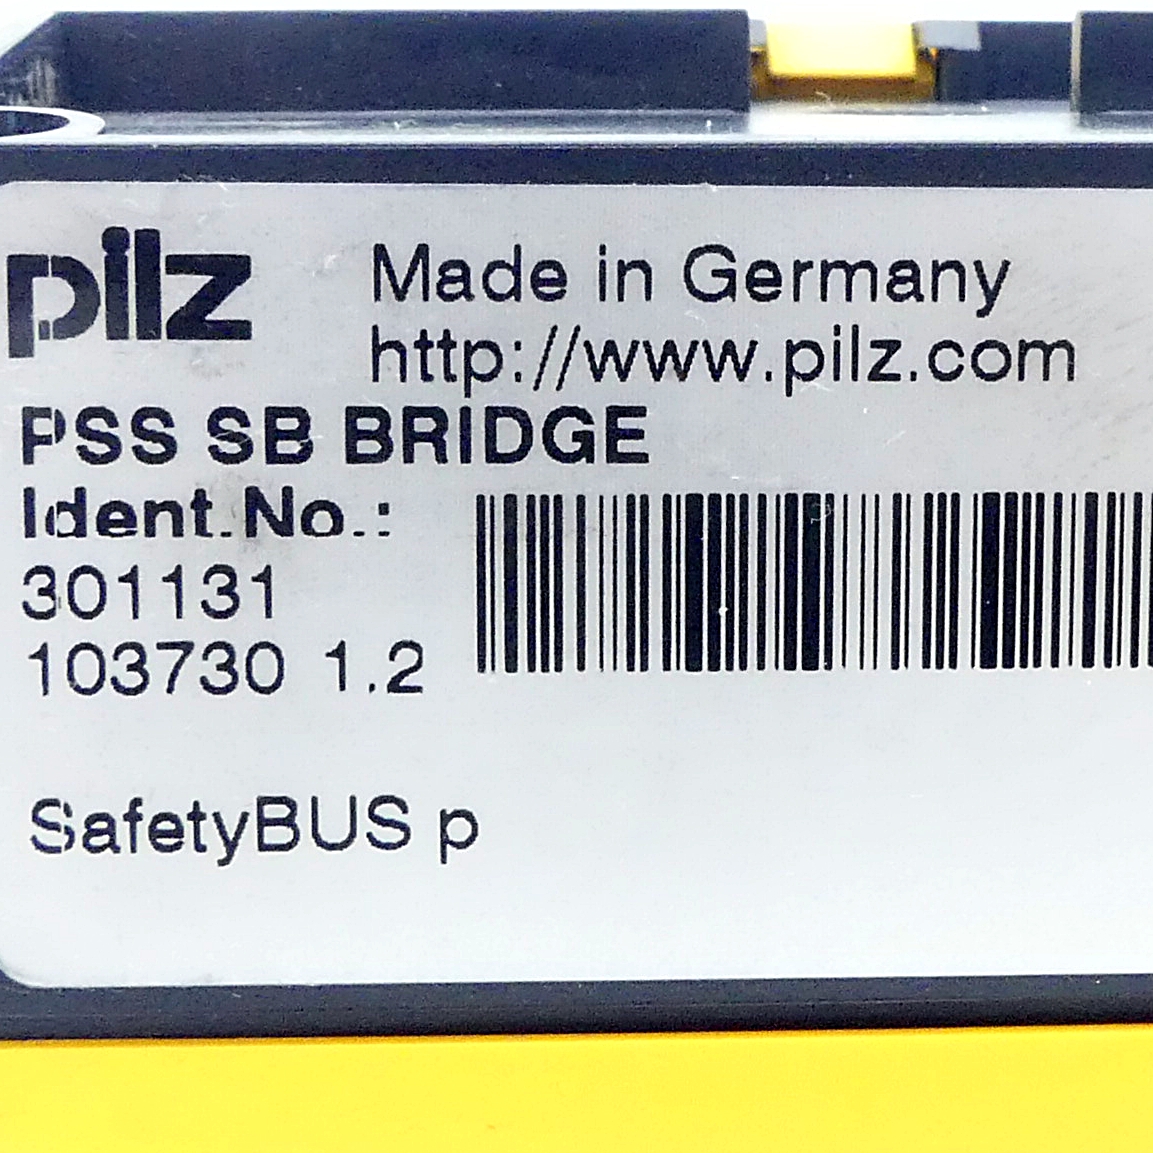 pilz
Made in Germany
http://www.pilz.com
PSS SB BRIDGE
Ident.No.:
301131
103730 1.2
SafetyBUS p